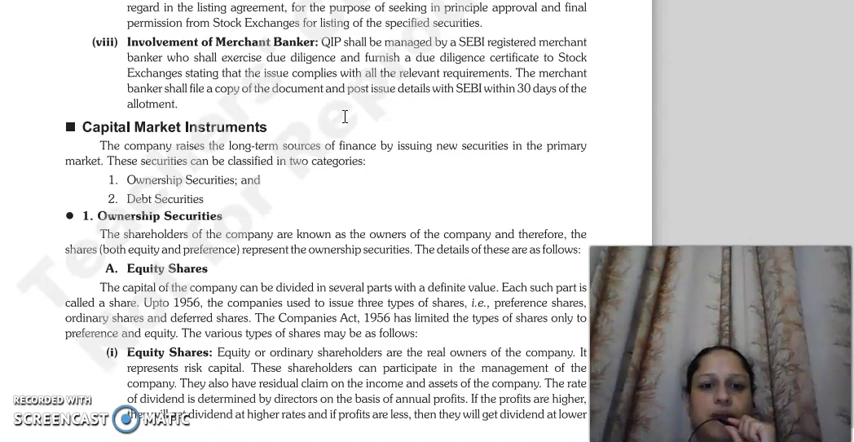 regard in the listing agreement, for the purpose of seeking in principle approval and final
permission from Stock Exchanges for listing of the specified securities.
(viii) Involvement of Merchant Banker: QIP shall be managed by a SEBI registered merchant
banker who shall exercise due diligence and furnish a due diligence certificate to Stock
Exchanges stating that the issue complies with all the relevant requirements. The merchant
banker shall file a copy of the document and post issue details with SEBI within 30 days of the
allotment.
■ Capital Market Instruments
The company raises the long-term sources of finance by issuing new securities in the primary
market. These securities can be classified in two categories:
1. Ownership Securities; and
2. Debt Securities
● 1. Ownership Securities
The shareholders of the company are known as the owners of the company and therefore, the
shares (both equity and preference) represent the ownership securities. The details of these are as follows:
A. Equity Shares
The capital of the company can be divided in several parts with a definite value. Each such part is
called a share. Upto 1956, the companies used to issue three types of shares, i.e., preference shares,
ordinary shares and deferred shares. The Companies Act, 1956 has limited the types of shares only to
preference and equity. The various types of shares may be as follows:
(i) Equity Shares: Equity or ordinary shareholders are the real owners of the company. It
represents risk capital. These shareholders can participate in the management of the
company. They also have residual claim on the income and assets of the company. The rate
of dividend is determined by directors on the basis of annual profits. If the profits are higher,
dividend at higher rates and if profits are less, then they will get dividend at lower
RECORDED WITH
SCREENCAST MATIC